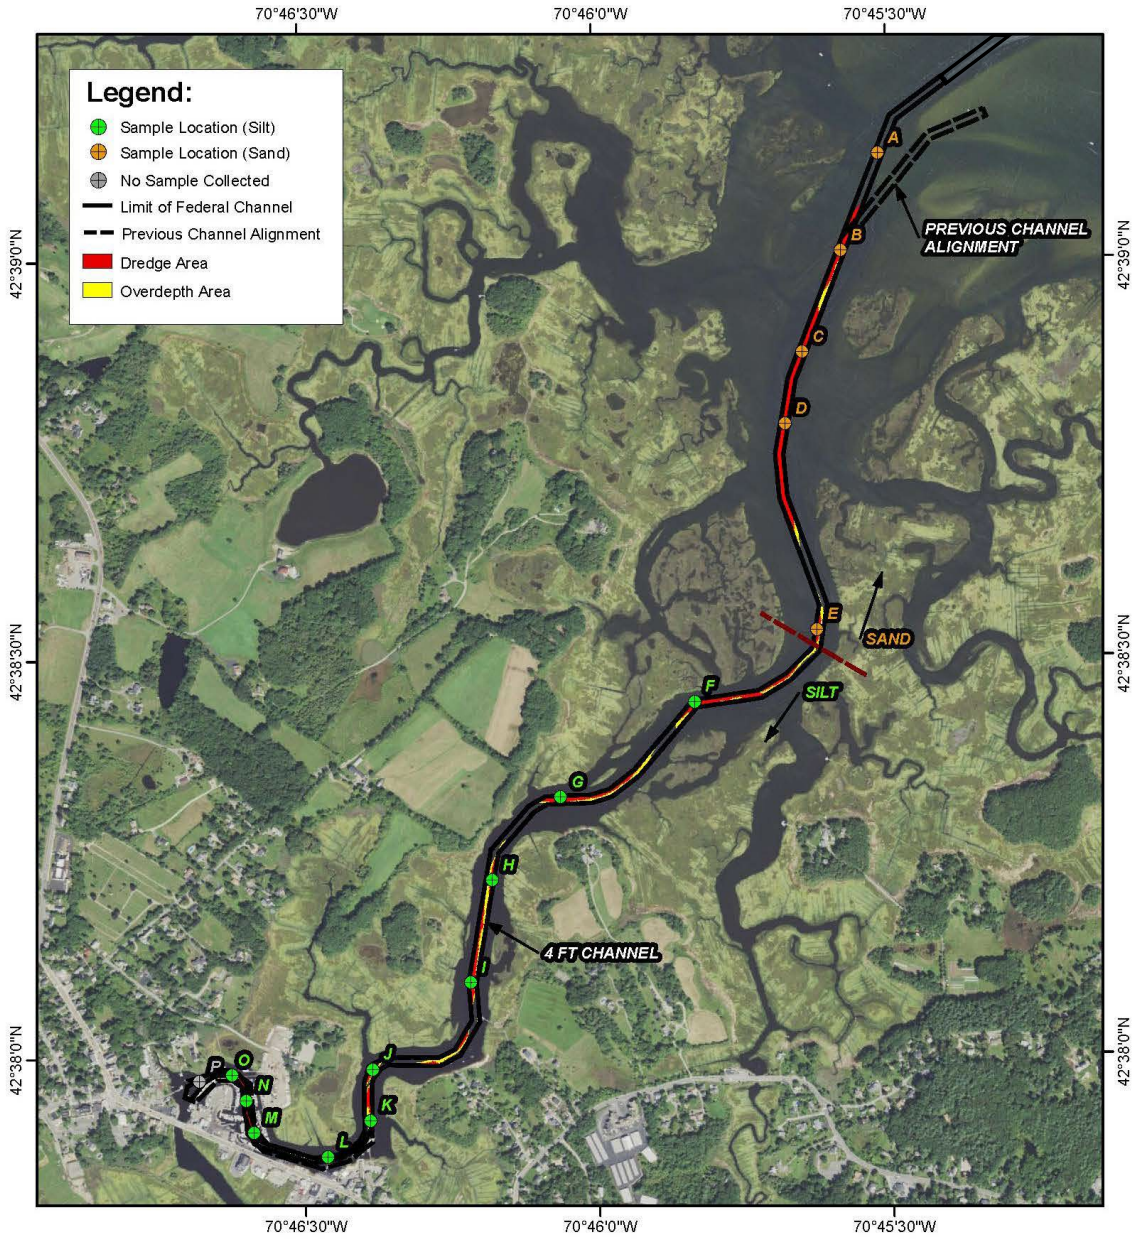 70°46'30"W
70°46'0"W
70°45'30"W
Legend:
Sample Location (Silt)
Sample Location (Sand)
No Sample Collected
Limit of Federal Channel
Previous Channel Alignment
Dredge Area
Overdepth Area
42°39'0"N
42°39'0"N
A
PREVIOUS CHANNEL
ALIGNMENT
B
C
D
E
SAND
42°38'30"N
42°38'30"N
F
SILT
G
H
4 FT CHANNEL
I
42°38'0"N
42°38'0"N
J
P
O
N
K
M
L
70°46'30"W
70°46'0"W
70°45'30"W